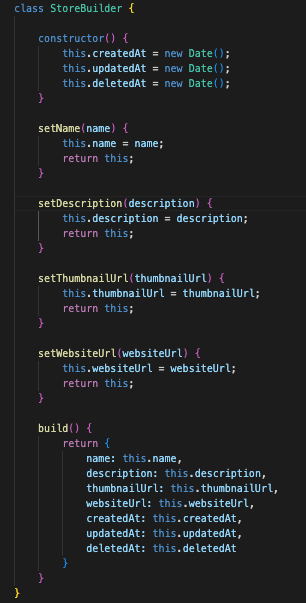 class StoreBuilder {
constructor() {
this.createdAt = new Date();
this.updatedAt = new Date();
this.deletedAt = new Date();
}
setName(name) {
this.name = name;
return this;
}
setDescription(description) {
this.description = description;
return this;
}
setThumbnailUrl(thumbnailUrl) {
this.thumbnailUrl = thumbnailUrl;
return this;
}
setWebsiteUrl(websiteUrl) {
this.websiteUrl = websiteUrl;
return this;
}
build() {
return {
name: this.name,
description: this.description,
thumbnailUrl: this.thumbnailUrl,
websiteUrl: this.websiteUrl,
createdAt: this.createdAt,
updatedAt: this.updatedAt,
deletedAt: this.deletedAt
}
}
}